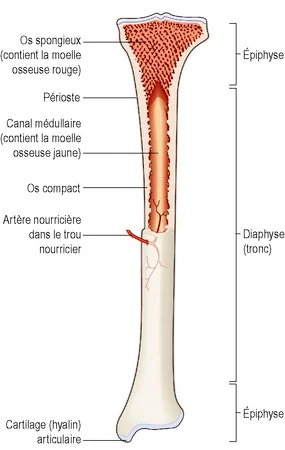 Os spongieux
(contient la moelle
osseuse rouge)
Épiphyse
Périoste
Canal médullaire
(contient la moelle
osseuse jaune)
Os compact
Artère nourricière
dans le trou
nourricier
Diaphyse
(tronc)
Épiphyse
Cartilage (hyalin)
articulaire